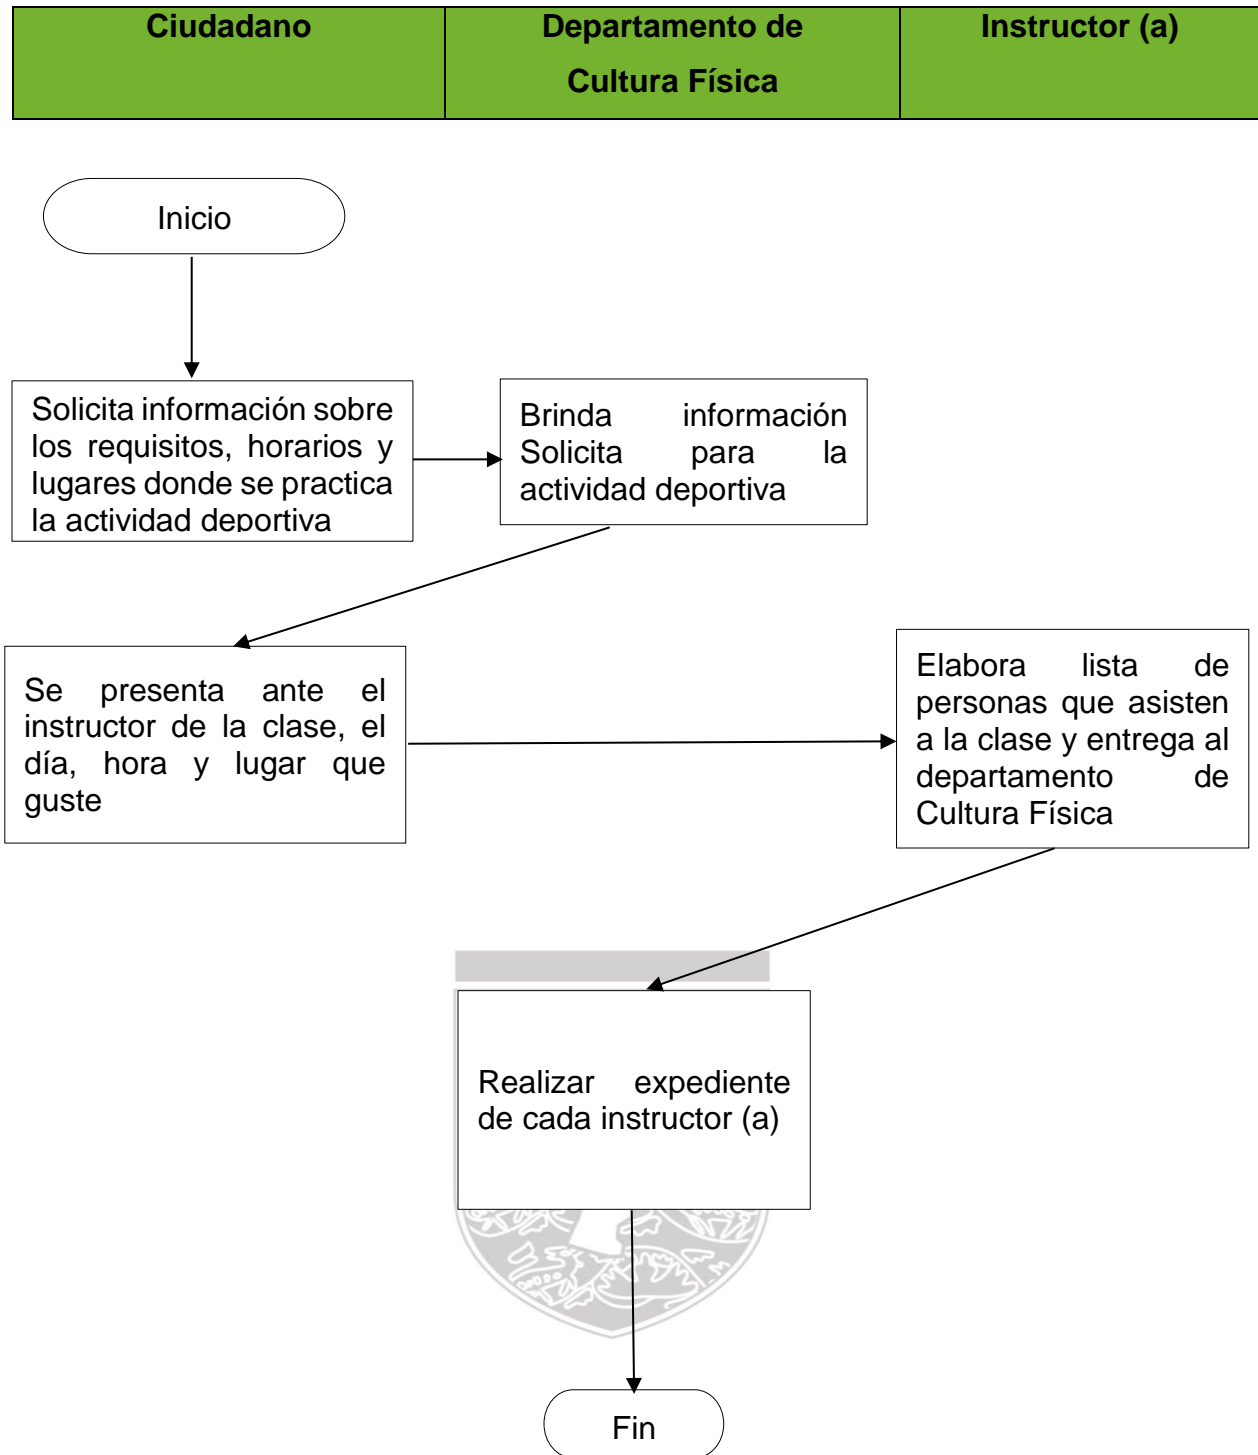 Ciudadano
Departamento de
Cultura Física
Instructor (a)
Inicio
Solicita información sobre
los requisitos, horarios y
lugares donde se practica
la actividad deportiva
Brinda información
Solicita para la
actividad deportiva
Se presenta ante el
instructor de la clase, el
día, hora y lugar que
guste
Elabora lista de
personas que asisten
a la clase y entrega al
departamento de
Cultura Física
Realizar expediente
de cada instructor (a)
Fin